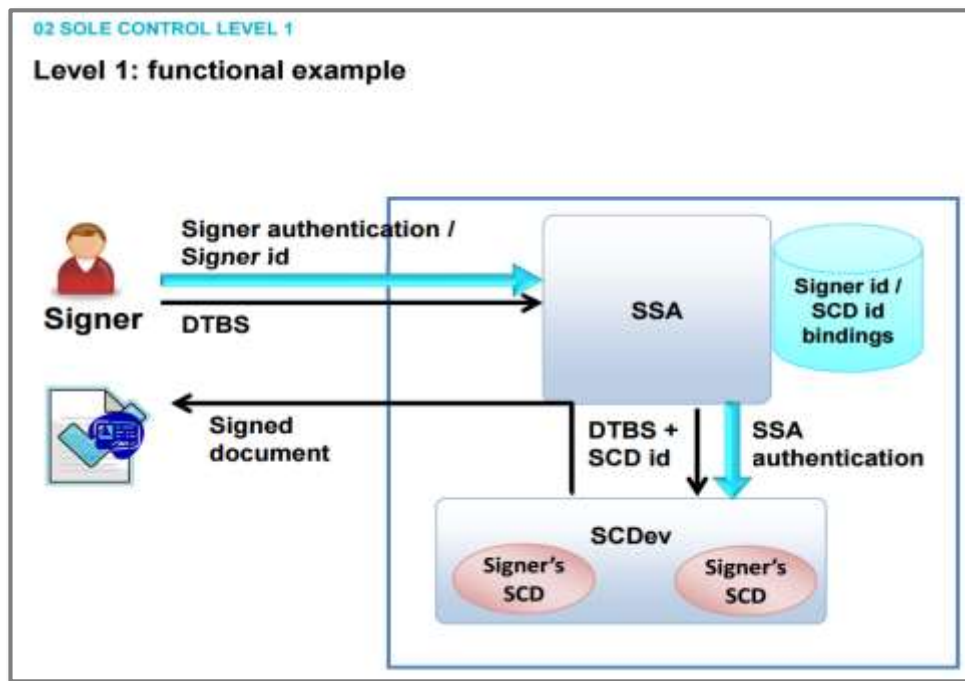 02 SOLE CONTROL LEVEL 1
Level 1: functional example
Signer authentication /
Signer id
Signer
DTBS
SSA
Signer id /
SCD id
bindings
Signed
document
DTBS +
SCD id
SSA
authentication
SCDev
Signer's
SCD
Signer's
SCD